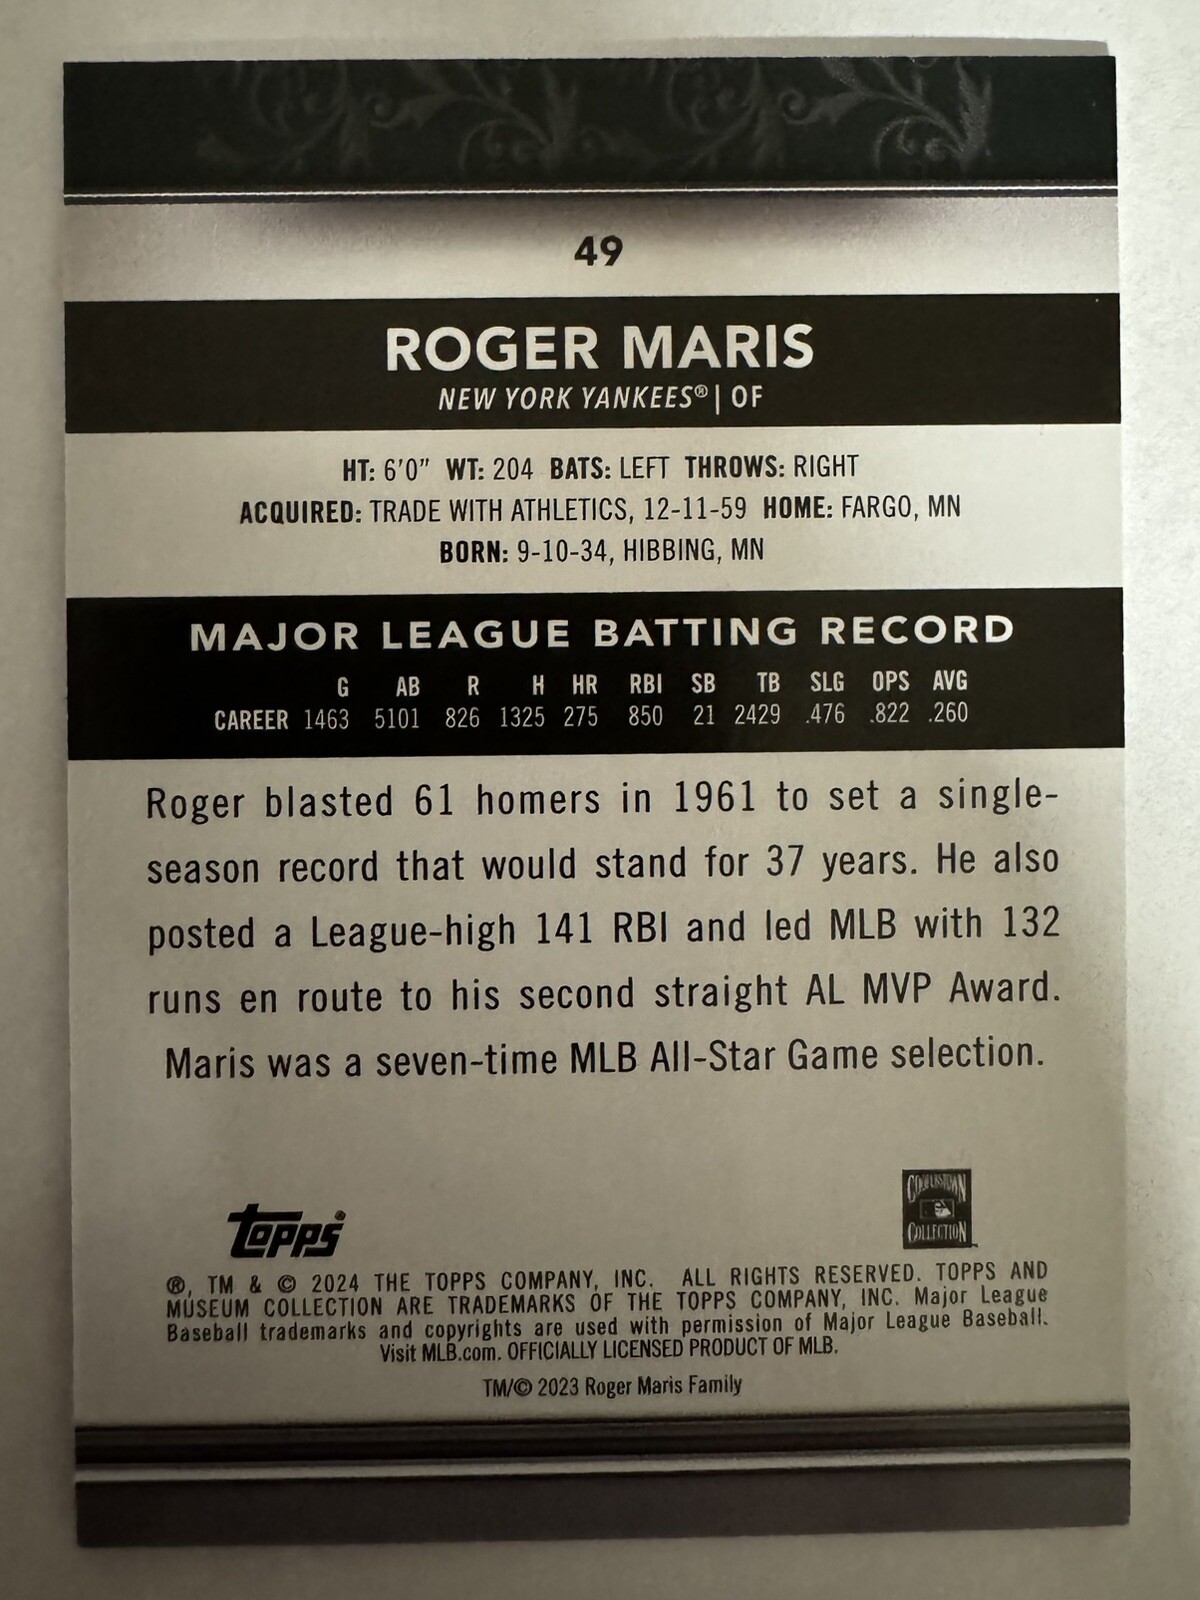 49
ROGER MARIS
NEW YORK YANKEES® | OF
HT: 6'0" WT: 204 BATS: LEFT THROWS: RIGHT
ACQUIRED: TRADE WITH ATHLETICS, 12-11-59 HOME: FARGO, MN
BORN: 9-10-34, HIBBING, MN
MAJOR LEAGUE BATTING RECORD
G AB R H HR RBI SB TB SLG OPS AVG
CAREER 1463 5101 826 1325 275 850 21 2429 .476 .822 .260
Roger blasted 61 homers in 1961 to set a single-
season record that would stand for 37 years. He also
posted a League-high 141 RBI and led MLB with 132
runs en route to his second straight AL MVP Award.
Maris was a seven-time MLB All-Star Game selection.
COOPERSTOWN
COLLECTION
topps®
®, TM & © 2024 THE TOPPS COMPANY, INC. ALL RIGHTS RESERVED. TOPPS AND
MUSEUM COLLECTION ARE TRADEMARKS OF THE TOPPS COMPANY, INC. Major League
Baseball trademarks and copyrights are used with permission of Major League Baseball.
Visit MLB.com. OFFICIALLY LICENSED PRODUCT OF MLB.
TM/© 2023 Roger Maris Family